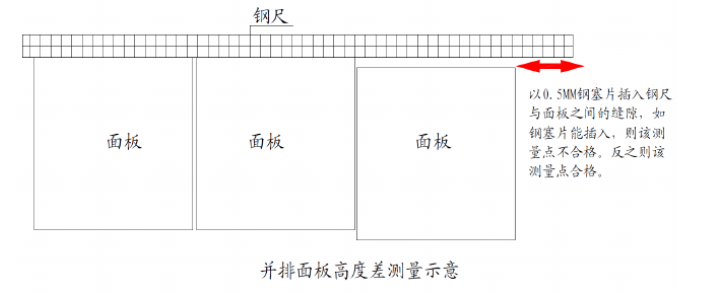 钢尺
面板
面板
面板
以0.5MM钢塞片插入钢尺
与面板之间的缝隙，如
钢塞片能插入，则该测
量点不合格。反之则该
测量点合格。
并排面板高度差测量示意